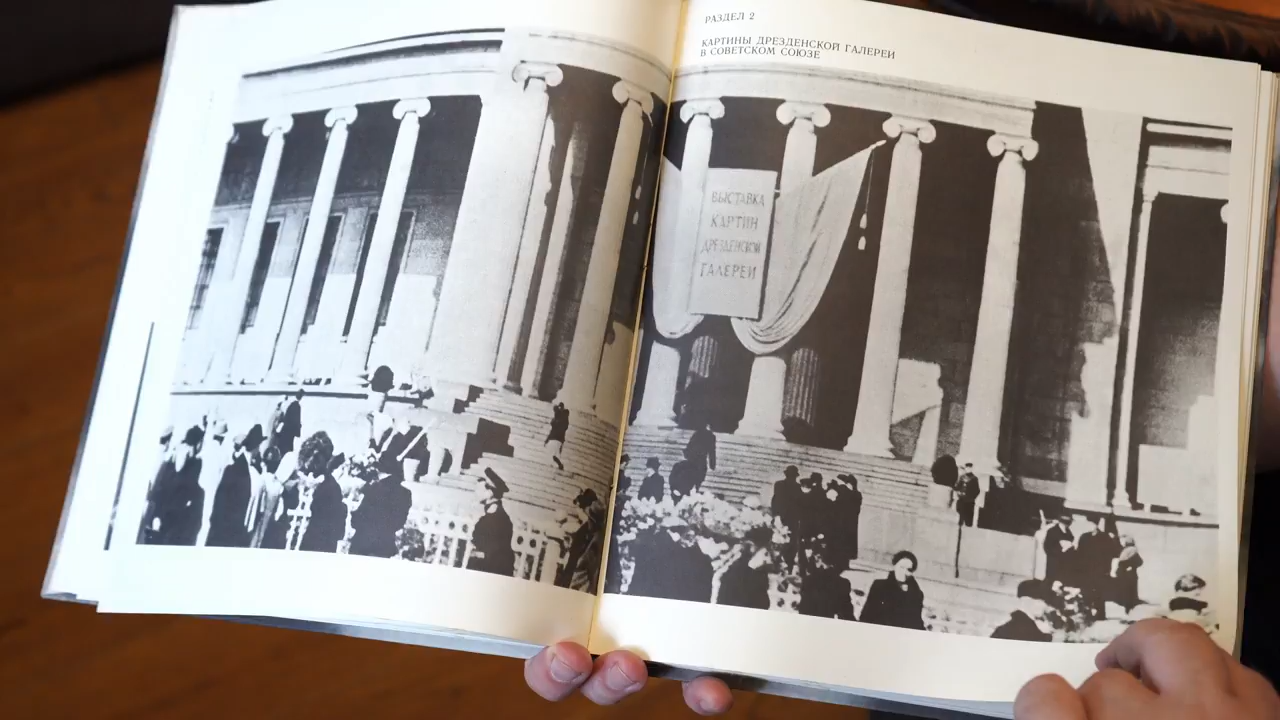 РАЗДЕЛ 2
КАРТИНЫ ДРЕЗДЕНСКОЙ ГАЛЕРЕИ
В СОВЕТСКОМ СОЮЗЕ
ВЫСТАВКА
КАРТИН
ДРЕЗДЕНСКОЙ
ГАЛЕРЕИ